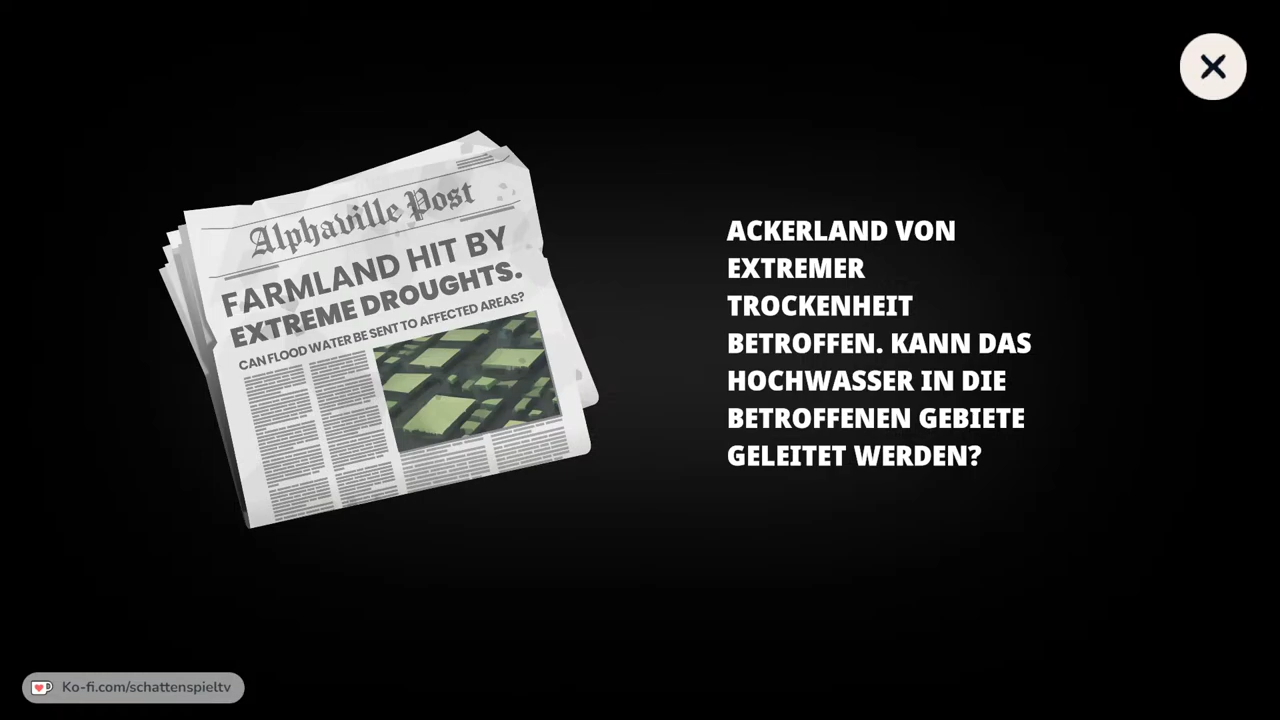 Alphaville Post
FARMLAND HIT BY
EXTREME DROUGHTS.
CAN FLOOD WATER BE SENT TO AFFECTED AREAS?
ACKERLAND VON
EXTREMER
TROCKENHEIT
BETROFFEN. KANN DAS
HOCHWASSER IN DIE
BETROFFENEN GEBIETE
GELEITET WERDEN?
Ko-fi.com/schattenspieltv